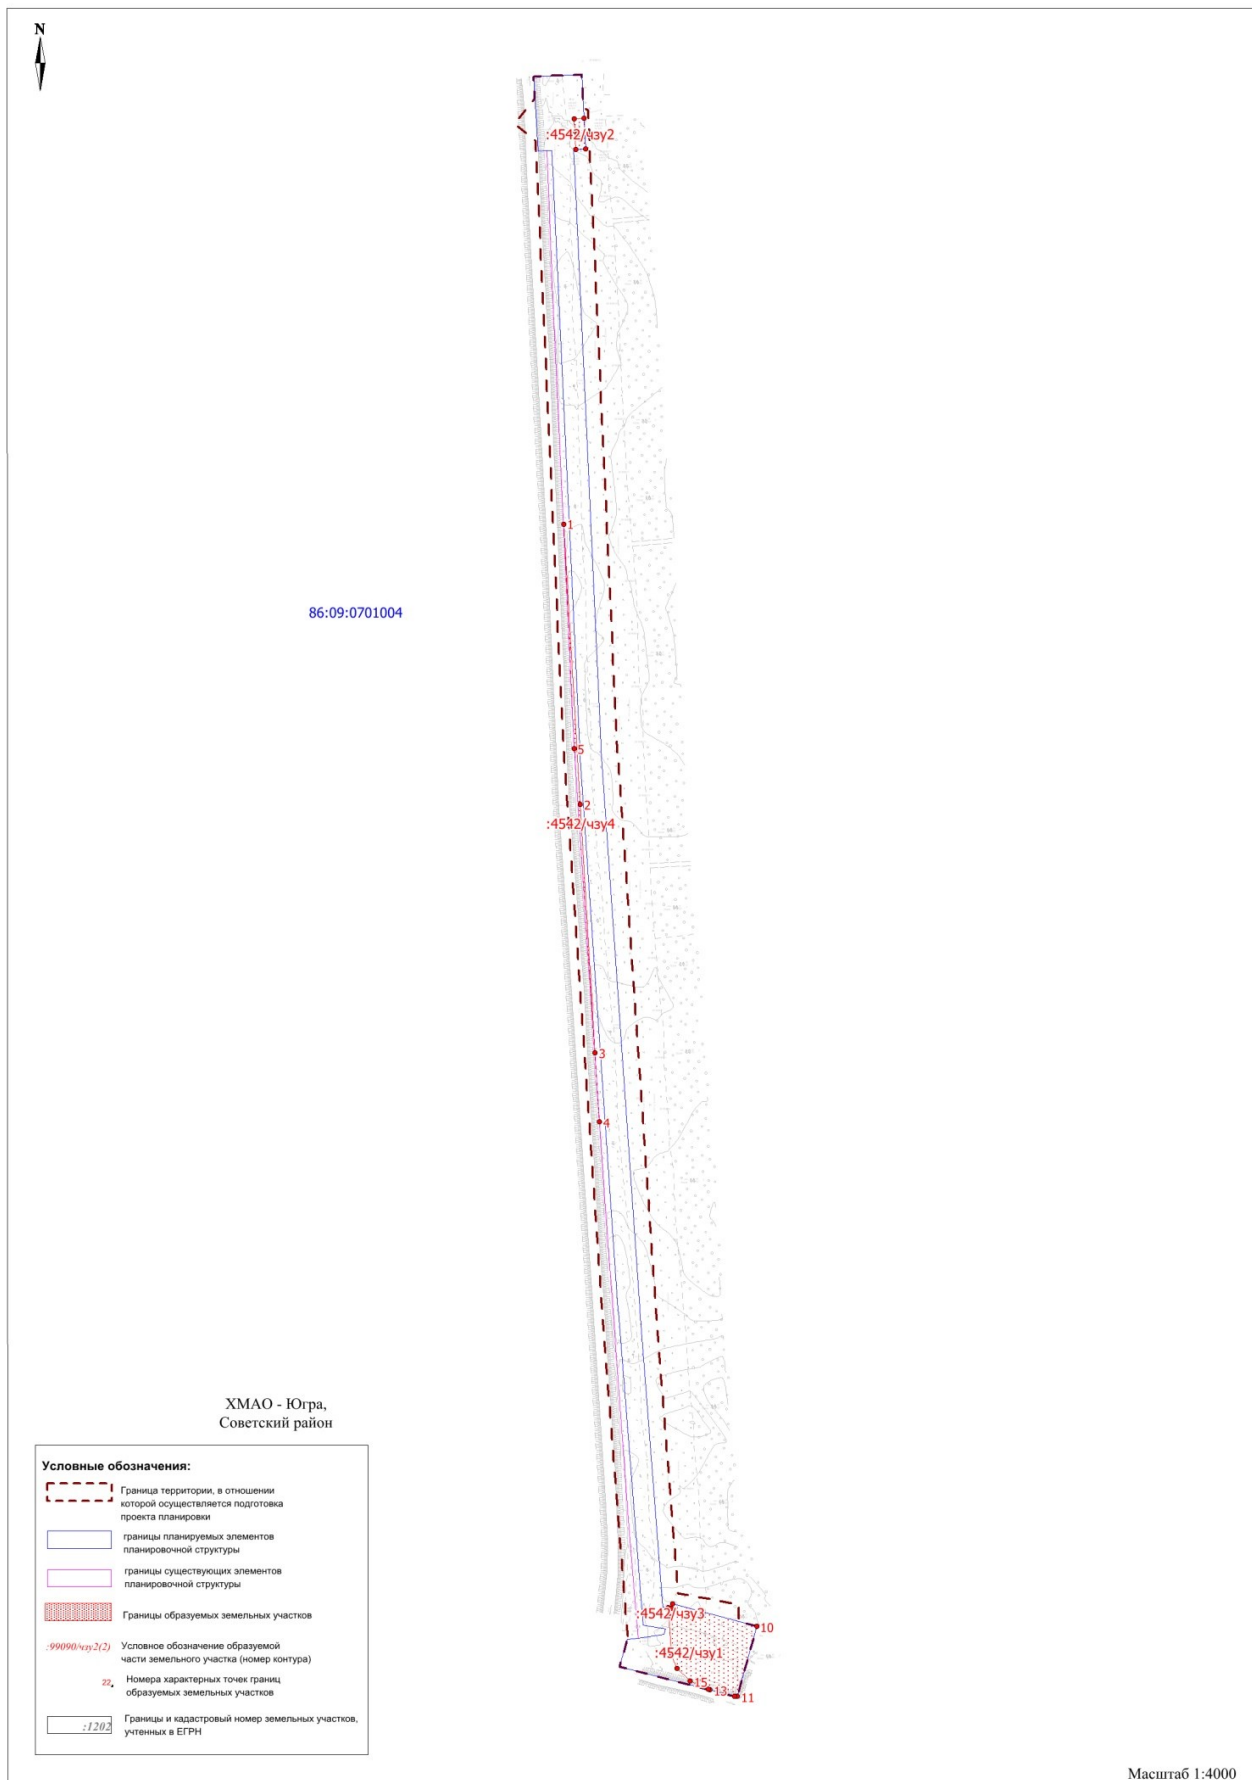 N
:4542/чзу2
1
86:09:0701004
5
2
:4542/чзу4
3
4
ХМАО - Югра,
Советский район
Условные обозначения:
Граница территории, в отношении
которой осуществляется подготовка
проекта планировки
границы планируемых элементов
планировочной структуры
границы существующих элементов
планировочной структуры
Границы образуемых земельных участков
:99090/чзу2(2)
Условное обозначение образуемой
части земельного участка (номер контура)
22
Номера характерных точек границ
образуемых земельных участков
:1202
Границы и кадастровый номер земельных участков,
учтенных в ЕГРН
:4542/чзу3
10
:4542/чзу1
15
13
11
Масштаб 1:4000